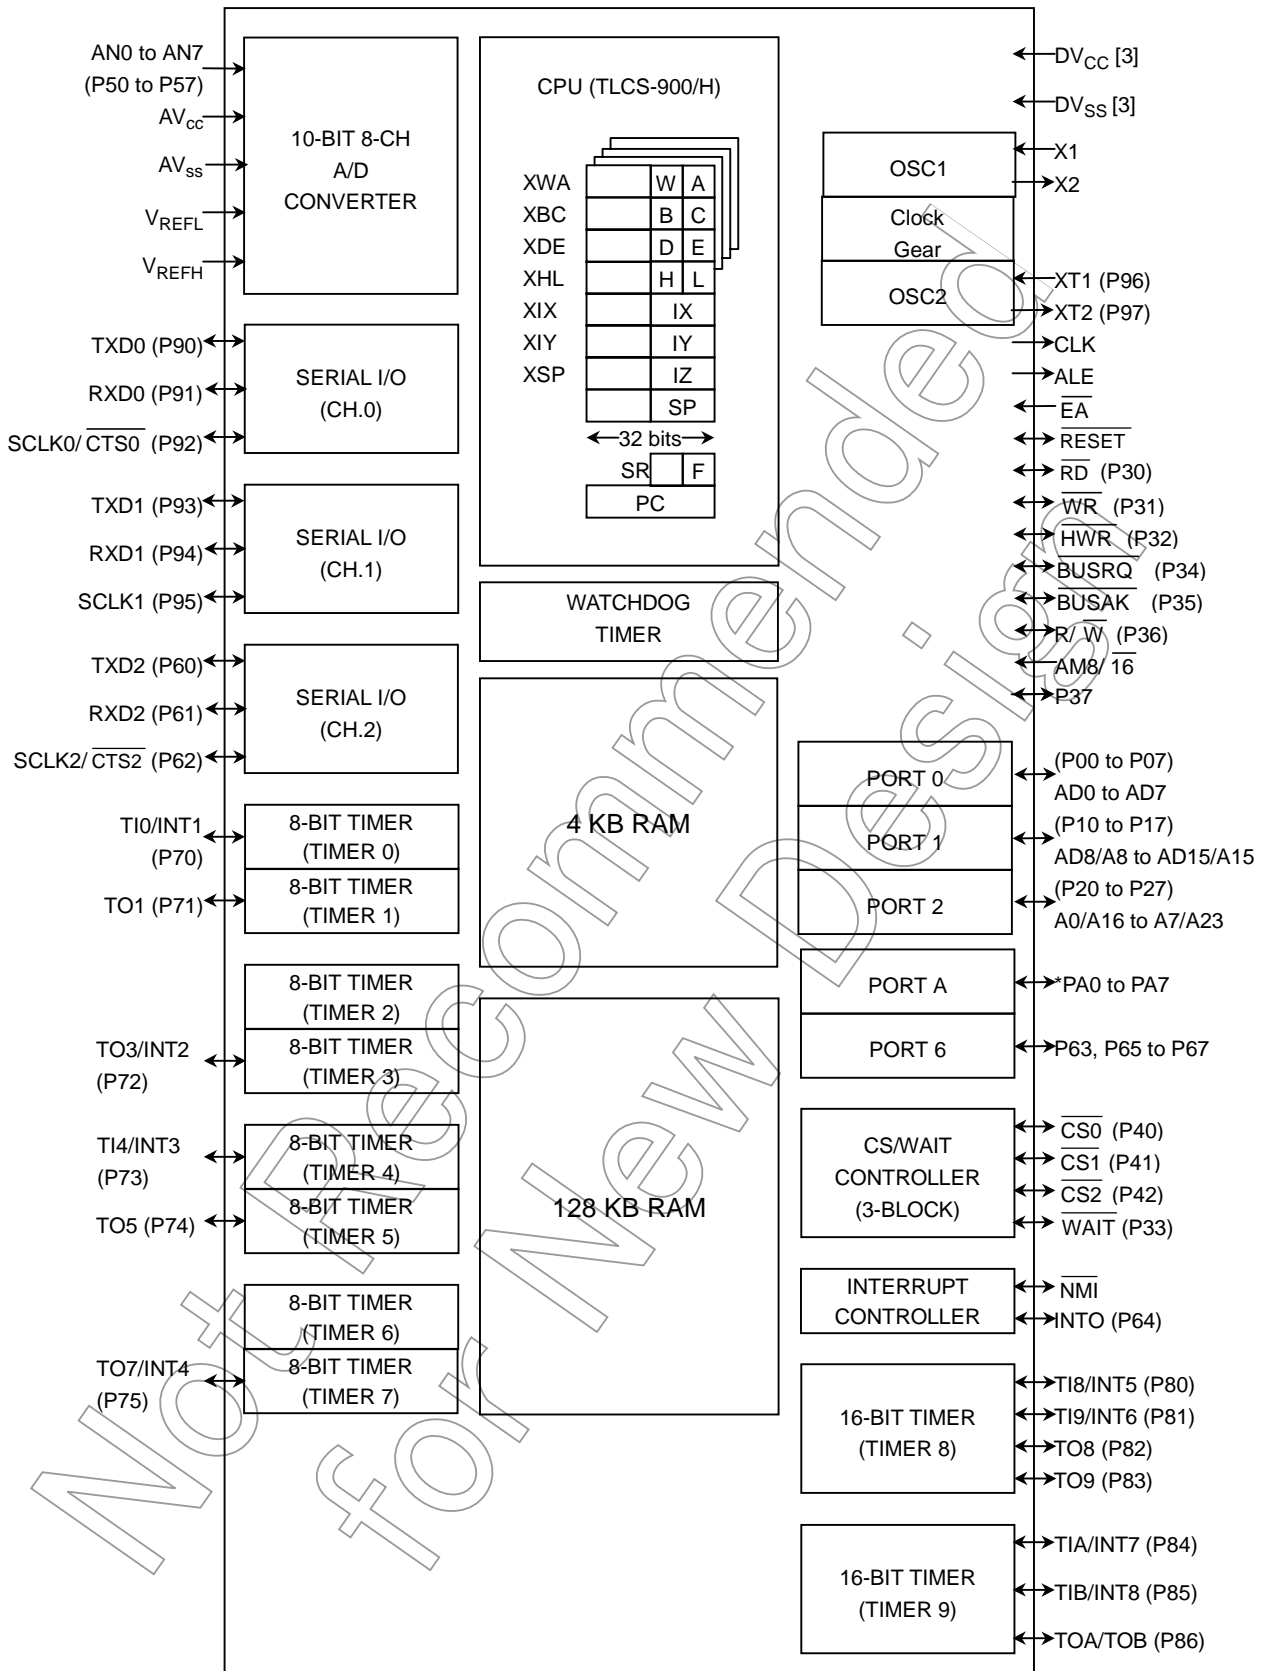 AN0 to AN7
(P50 to P57)
AVcc
AVss
VREFL
VREFH
10-BIT 8-CH
A/D
CONVERTER
TXD0 (P90)
RXD0 (P91)
SCLK0/ CTS0 (P92)
SERIAL I/O
(CH.0)
TXD1 (P93)
RXD1 (P94)
SCLK1 (P95)
SERIAL I/O
(CH.1)
TXD2 (P60)
RXD2 (P61)
SCLK2/ CTS2 (P62)
SERIAL I/O
(CH.2)
TI0/INT1
(P70)
TO1 (P71)
8-BIT TIMER
(TIMER 0)
8-BIT TIMER
(TIMER 1)
8-BIT TIMER
(TIMER 2)
TO3/INT2
(P72)
8-BIT TIMER
(TIMER 3)
TI4/INT3
(P73)
8-BIT TIMER
(TIMER 4)
TO5 (P74)
8-BIT TIMER
(TIMER 5)
8-BIT TIMER
(TIMER 6)
TO7/INT4
(P75)
8-BIT TIMER
(TIMER 7)
CPU (TLCS-900/H)
XWA W A
XBC B C
XDE D E
XHL H L
XIX IX
XIY IY
XSP IZ
SP
32 bits
SR F
PC
WATCHDOG
TIMER
4 KB RAM
128 KB RAM
DVCC [3]
DVSS [3]
OSC1
X1
X2
Clock
Gear
OSC2
XT1 (P96)
XT2 (P97)
CLK
ALE
EA
RESET
RD (P30)
WR (P31)
HWR (P32)
BUSRQ (P34)
BUSAK (P35)
R/ W (P36)
AM8/ 16
P37
PORT 0
(P00 to P07)
AD0 to AD7
PORT 1
(P10 to P17)
AD8/A8 to AD15/A15
PORT 2
(P20 to P27)
A0/A16 to A7/A23
PORT A
*PA0 to PA7
PORT 6
P63, P65 to P67
CS/WAIT
CONTROLLER
(3-BLOCK)
CS0 (P40)
CS1 (P41)
CS2 (P42)
WAIT (P33)
INTERRUPT
CONTROLLER
NMI
INTO (P64)
16-BIT TIMER
(TIMER 8)
TI8/INT5 (P80)
TI9/INT6 (P81)
TO8 (P82)
TO9 (P83)
16-BIT TIMER
(TIMER 9)
TIA/INT7 (P84)
TIB/INT8 (P85)
TOA/TOB (P86)
Not Recommended
for New Design